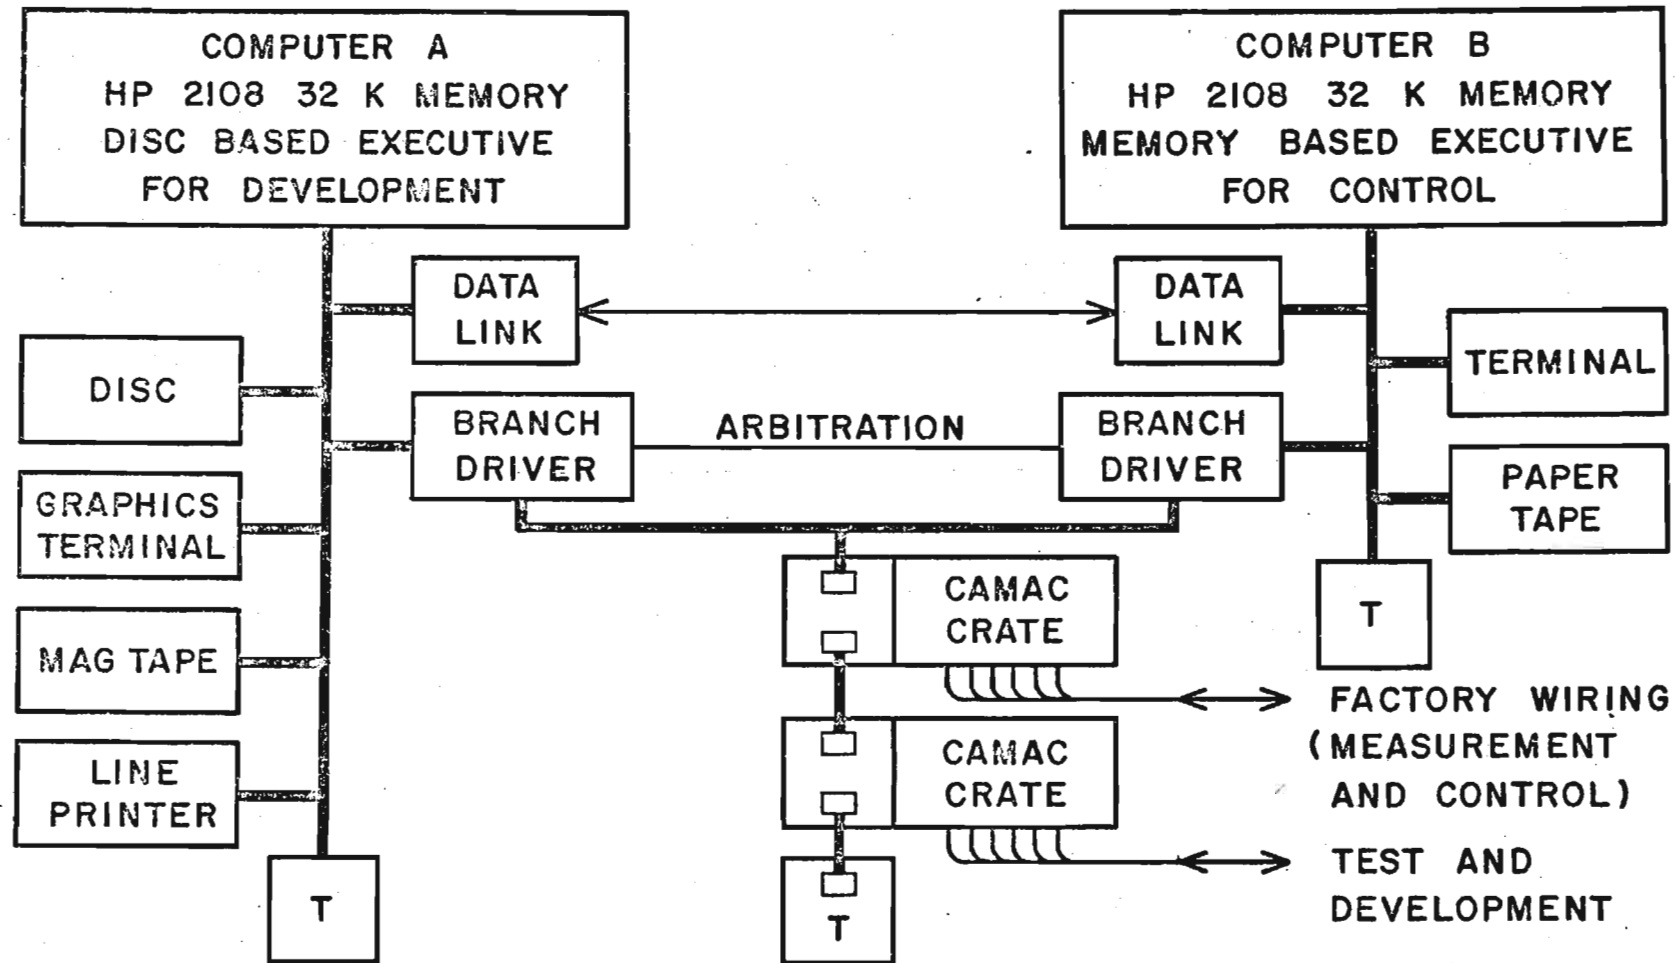 COMPUTER A
HP 2108 32 K MEMORY
DISC BASED EXECUTIVE
FOR DEVELOPMENT
COMPUTER B
HP 2108 32 K MEMORY
MEMORY BASED EXECUTIVE
FOR CONTROL
DATA
LINK
DATA
LINK
DISC
TERMINAL
BRANCH
DRIVER
ARBITRATION
BRANCH
DRIVER
GRAPHICS
TERMINAL
PAPER
TAPE
CAMAC
CRATE
T
MAG TAPE
FACTORY WIRING
(MEASUREMENT
AND CONTROL)
LINE
PRINTER
CAMAC
CRATE
TEST AND
DEVELOPMENT
T
T